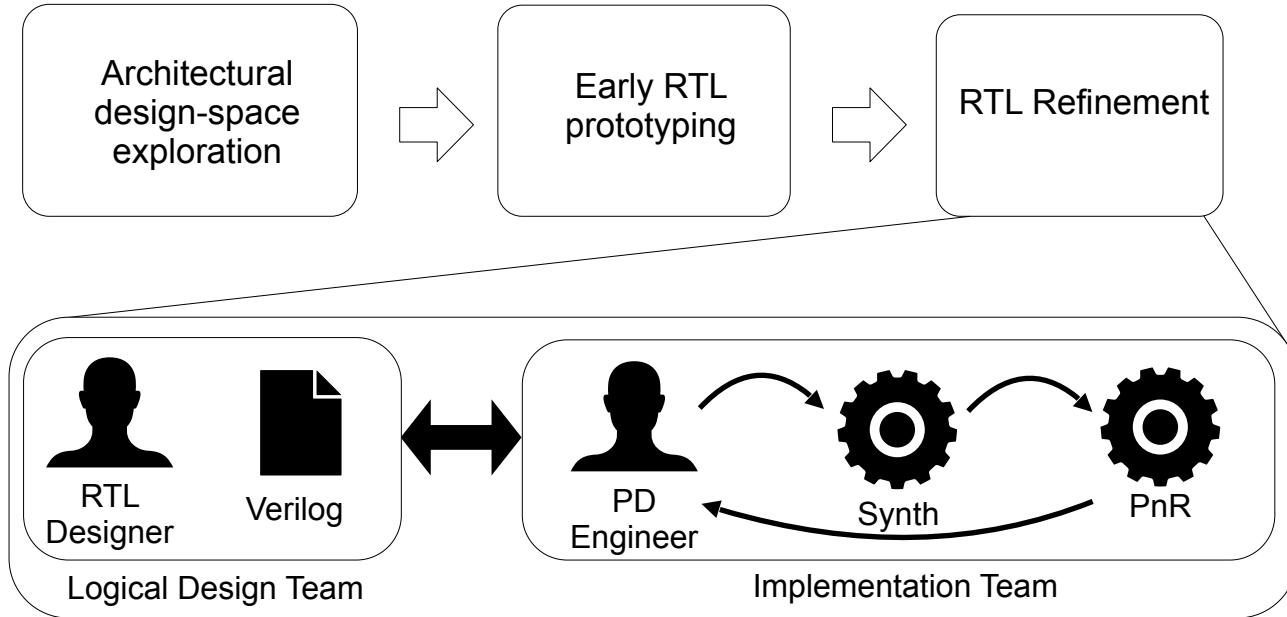 Architectural
design-space
exploration
Early RTL
prototyping
RTL Refinement
RTL
Designer
Verilog
PD
Engineer
Synth
PnR
Logical Design Team
Implementation Team